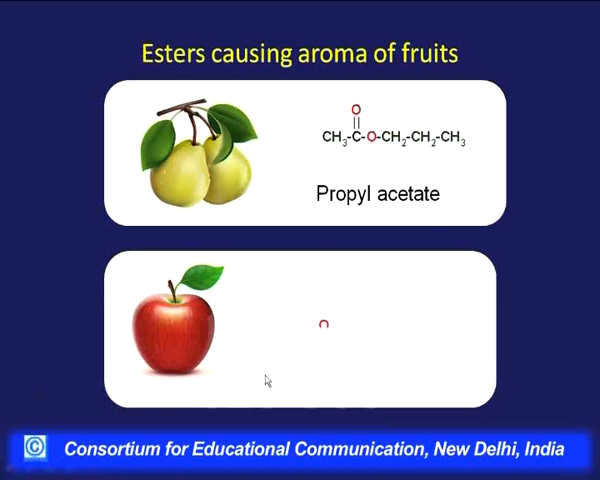 Esters causing aroma of fruits
O
||
CH3-C-O-CH2-CH2-CH3
Propyl acetate
© Consortium for Educational Communication, New Delhi, India